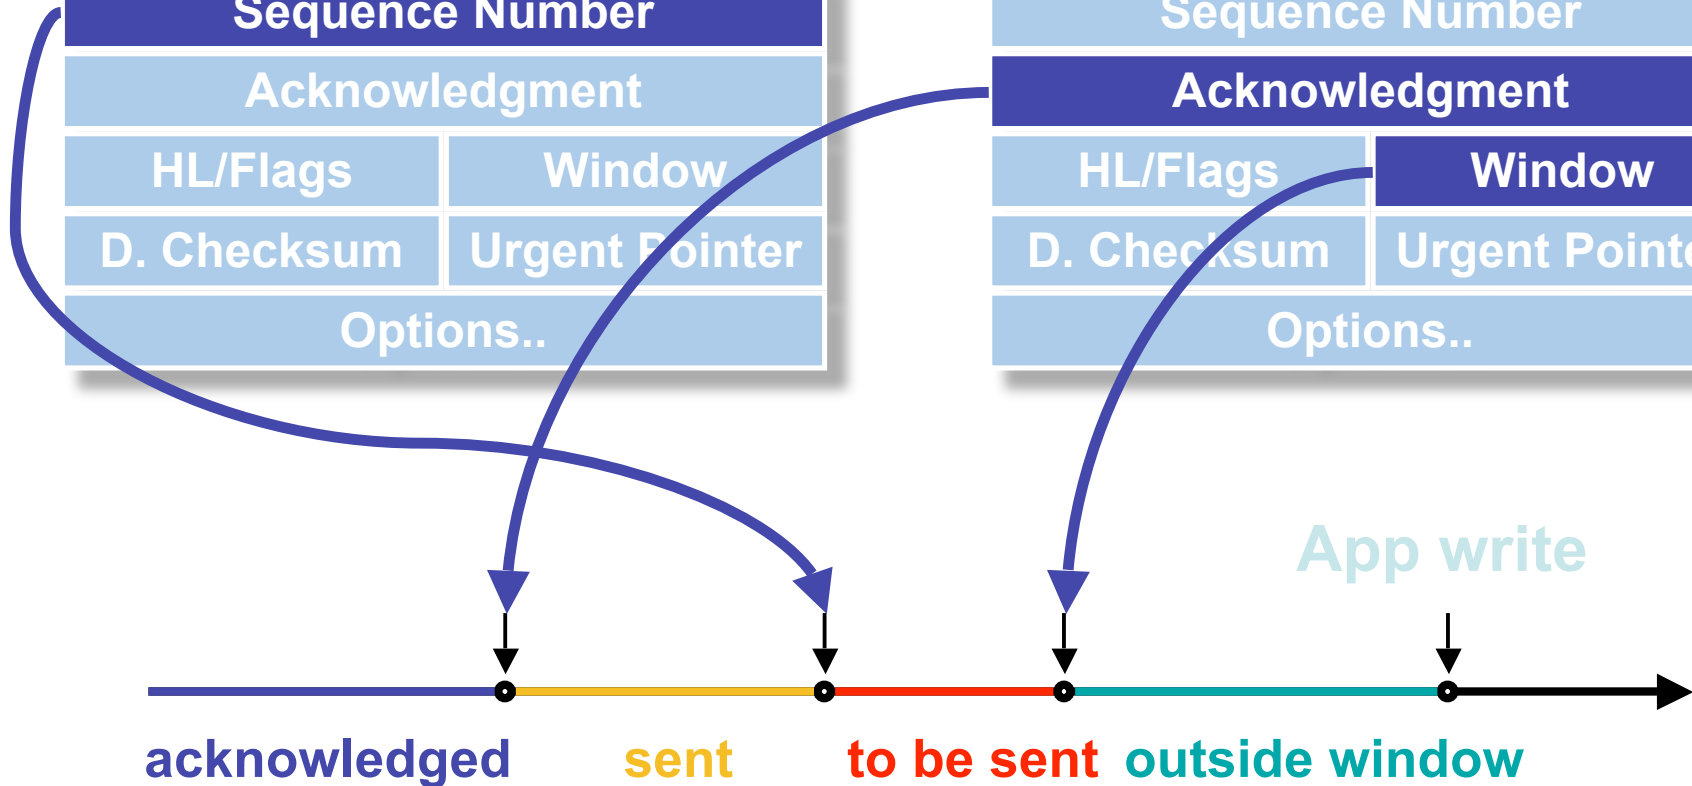 Sequence Number
Acknowledgment
HL/Flags Window
D. Checksum Urgent Pointer
Options..
Sequence Number
Acknowledgment
HL/Flags Window
D. Checksum Urgent Pointe
Options..
App write
acknowledged sent to be sent outside window